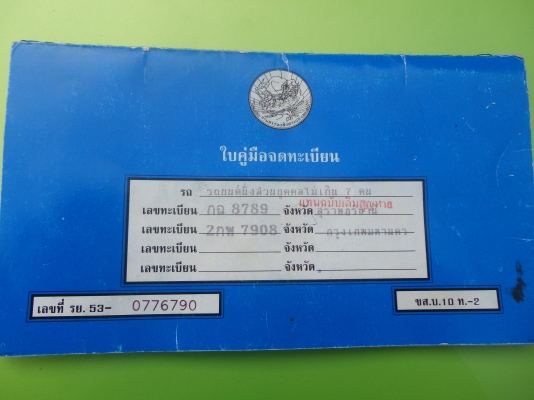 ใบคู่มือจดทะเบียน
รถ รถยนต์นั่งส่วนบุคคลไม่เกิน 7 คน
แทนฉบับเดิมสูญหาย
เลขทะเบียน กฉ 8789 จังหวัด สุราษฎร์ธานี
เลขทะเบียน 2กพ 7908 จังหวัด กรุงเทพมหานคร
เลขทะเบียน จังหวัด
เลขทะเบียน จังหวัด
เลขที่ รย. 53- 0776790
ขส.บ.10 ท.-2